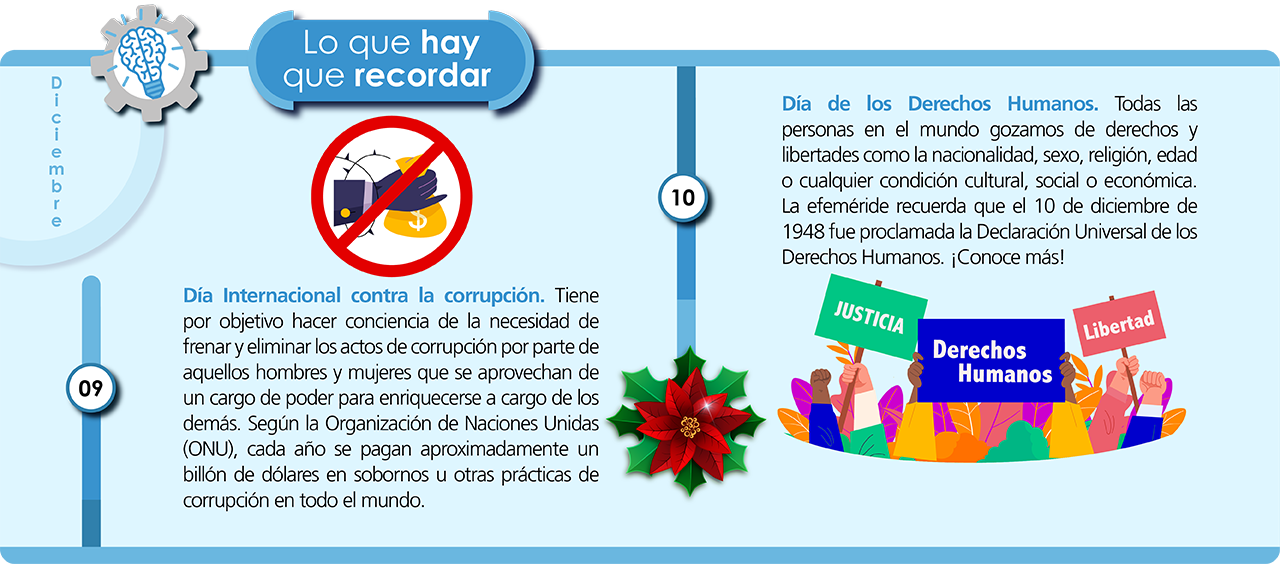 Lo que hay
que recordar
Diciembre
09
Día Internacional contra la corrupción. Tiene
por objetivo hacer conciencia de la necesidad de
frenar y eliminar los actos de corrupción por parte de
aquellos hombres y mujeres que se aprovechan de
un cargo de poder para enriquecerse a cargo de los
demás. Según la Organización de Naciones Unidas
(ONU), cada año se pagan aproximadamente un
billón de dólares en sobornos u otras prácticas de
corrupción en todo el mundo.
$
10
Día de los Derechos Humanos. Todas las
personas en el mundo gozamos de derechos y
libertades como la nacionalidad, sexo, religión, edad
o cualquier condición cultural, social o económica.
La efeméride recuerda que el 10 de diciembre de
1948 fue proclamada la Declaración Universal de los
Derechos Humanos. ¡Conoce más!
JUSTICIA
Derechos
Humanos
Libertad